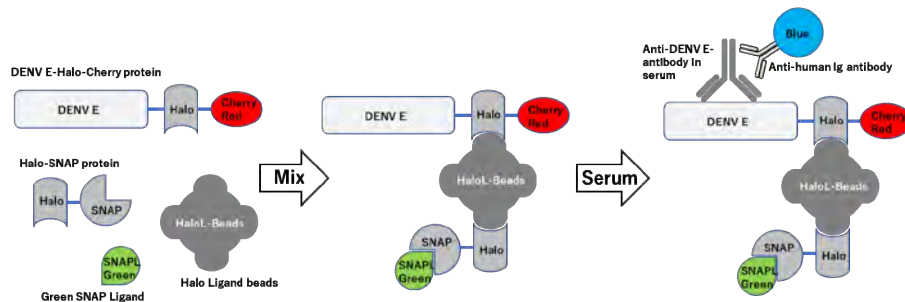 DENV E-Halo-Cherry protein
DENV E
Halo
Cherry
Red
Halo-SNAP protein
Halo
SNAP
HaloL-Beads
SNAPL
Green
Green SNAP Ligand
Halo Ligand beads
Mix
DENV E
Halo
Cherry
Red
HaloL-Beads
SNAP
Halo
SNAPL
Green
Serum
Anti-DENV E-
antibody in
serum
Blue
Anti-human Ig antibody
DENV E
Halo
Cherry
Red
HaloL-Beads
SNAP
Halo
SNAPL
Green